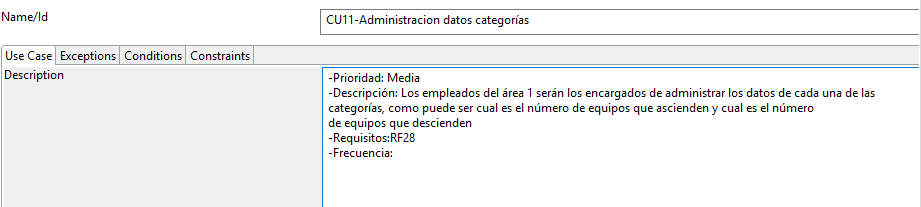 Name/Id
CU11-Administracion datos categorías
Use Case Exceptions Conditions Constraints
Description
-Prioridad: Media
-Descripción: Los empleados del área 1 serán los encargados de administrar los datos de cada una de las
categorías, como puede ser cual es el número de equipos que ascienden y cual es el número
de equipos que descienden
-Requisitos:RF28
-Frecuencia: